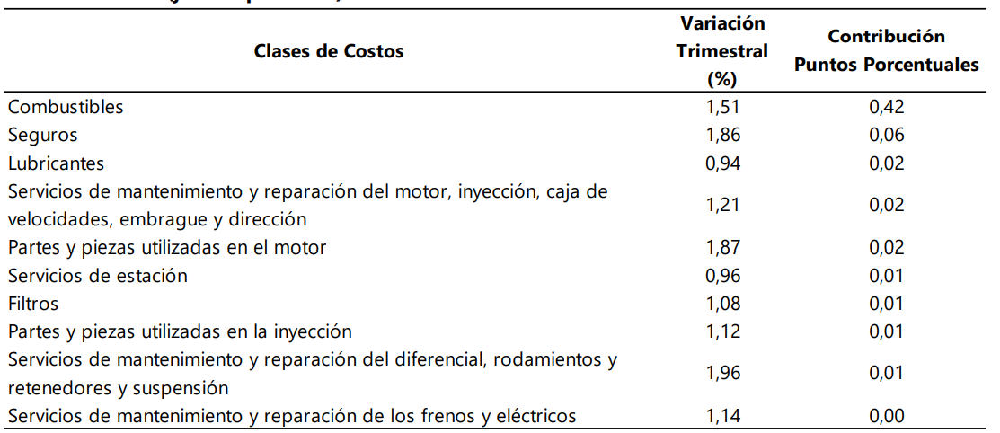 Variación
Trimestral
(%)
Contribución
Puntos Porcentuales
Clases de Costos
Combustibles 1,51 0,42
Seguros 1,86 0,06
Lubricantes 0,94 0,02
Servicios de mantenimiento y reparación del motor, inyección, caja de
velocidades, embrague y dirección 1,21 0,02
Partes y piezas utilizadas en el motor 1,87 0,02
Servicios de estación 0,96 0,01
Filtros 1,08 0,01
Partes y piezas utilizadas en la inyección 1,12 0,01
Servicios de mantenimiento y reparación del diferencial, rodamientos y
retenedores y suspensión 1,96 0,01
Servicios de mantenimiento y reparación de los frenos y eléctricos 1,14 0,00